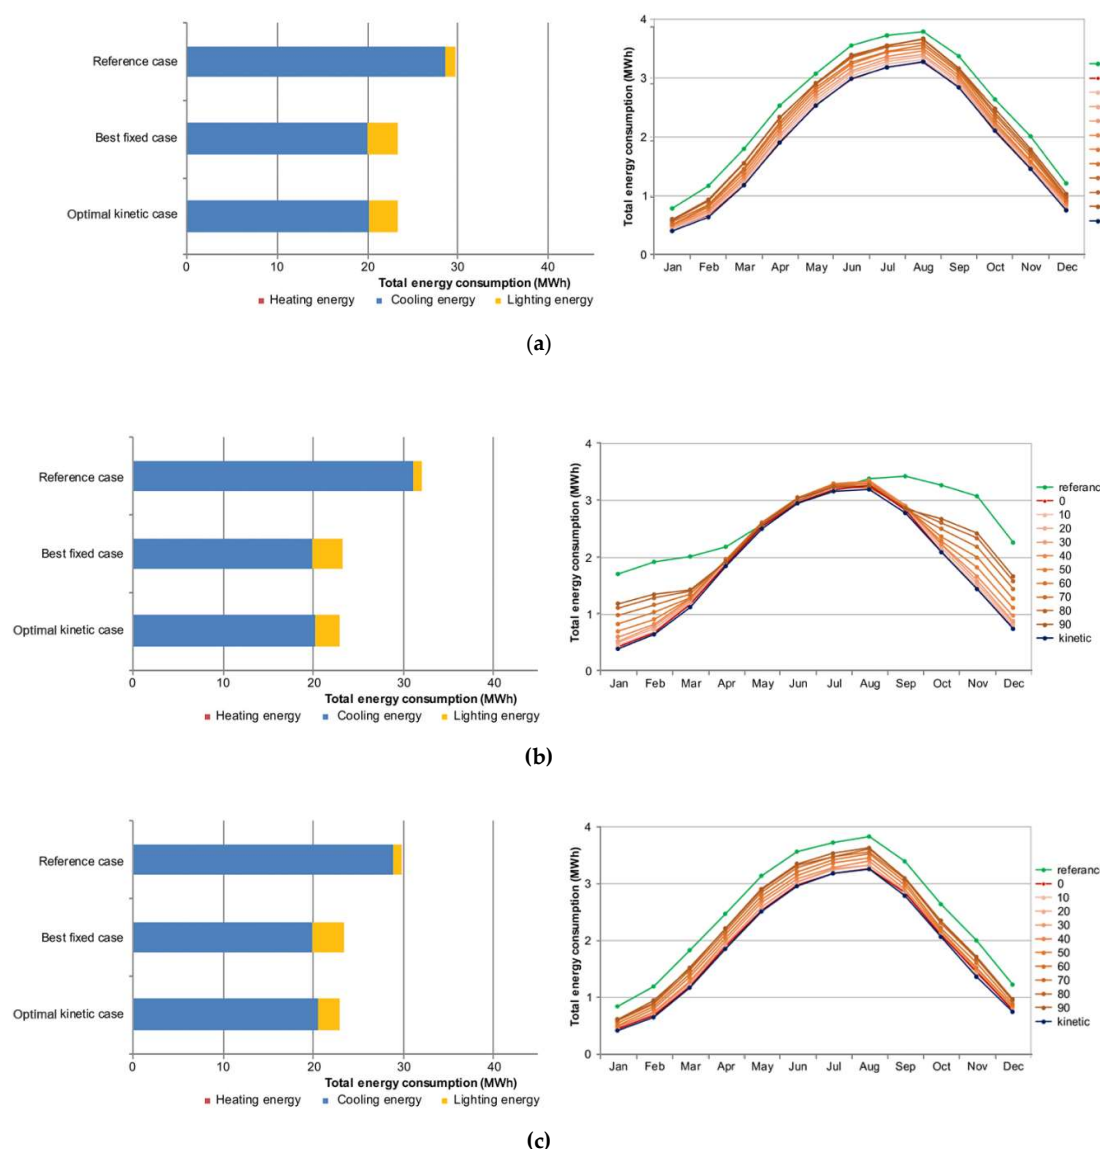 Reference case
Best fixed case
Optimal kinetic case
0 10 20 30 40
Total energy consumption (MWh)
Heating energy Cooling energy Lighting energy
Total energy consumption (MWh)
4
3
2
1
0
Jan Feb Mar Apr May Jun Jul Aug Sep Oct Nov Dec
(a)
Reference case
Best fixed case
Optimal kinetic case
0 10 20 30 40
Total energy consumption (MWh)
Heating energy Cooling energy Lighting energy
Total energy consumption (MWh)
4
3
2
1
0
Jan Feb Mar Apr May Jun Jul Aug Sep Oct Nov Dec
referanc
0
10
20
30
40
50
60
70
80
90
kinetic
(b)
Reference case
Best fixed case
Optimal kinetic case
0 10 20 30 40
Total energy consumption (MWh)
Heating energy Cooling energy Lighting energy
Total energy consumption (MWh)
4
3
2
1
0
Jan Feb Mar Apr May Jun Jul Aug Sep Oct Nov Dec
referanc
0
10
20
30
40
50
60
70
80
90
kinetic
(c)